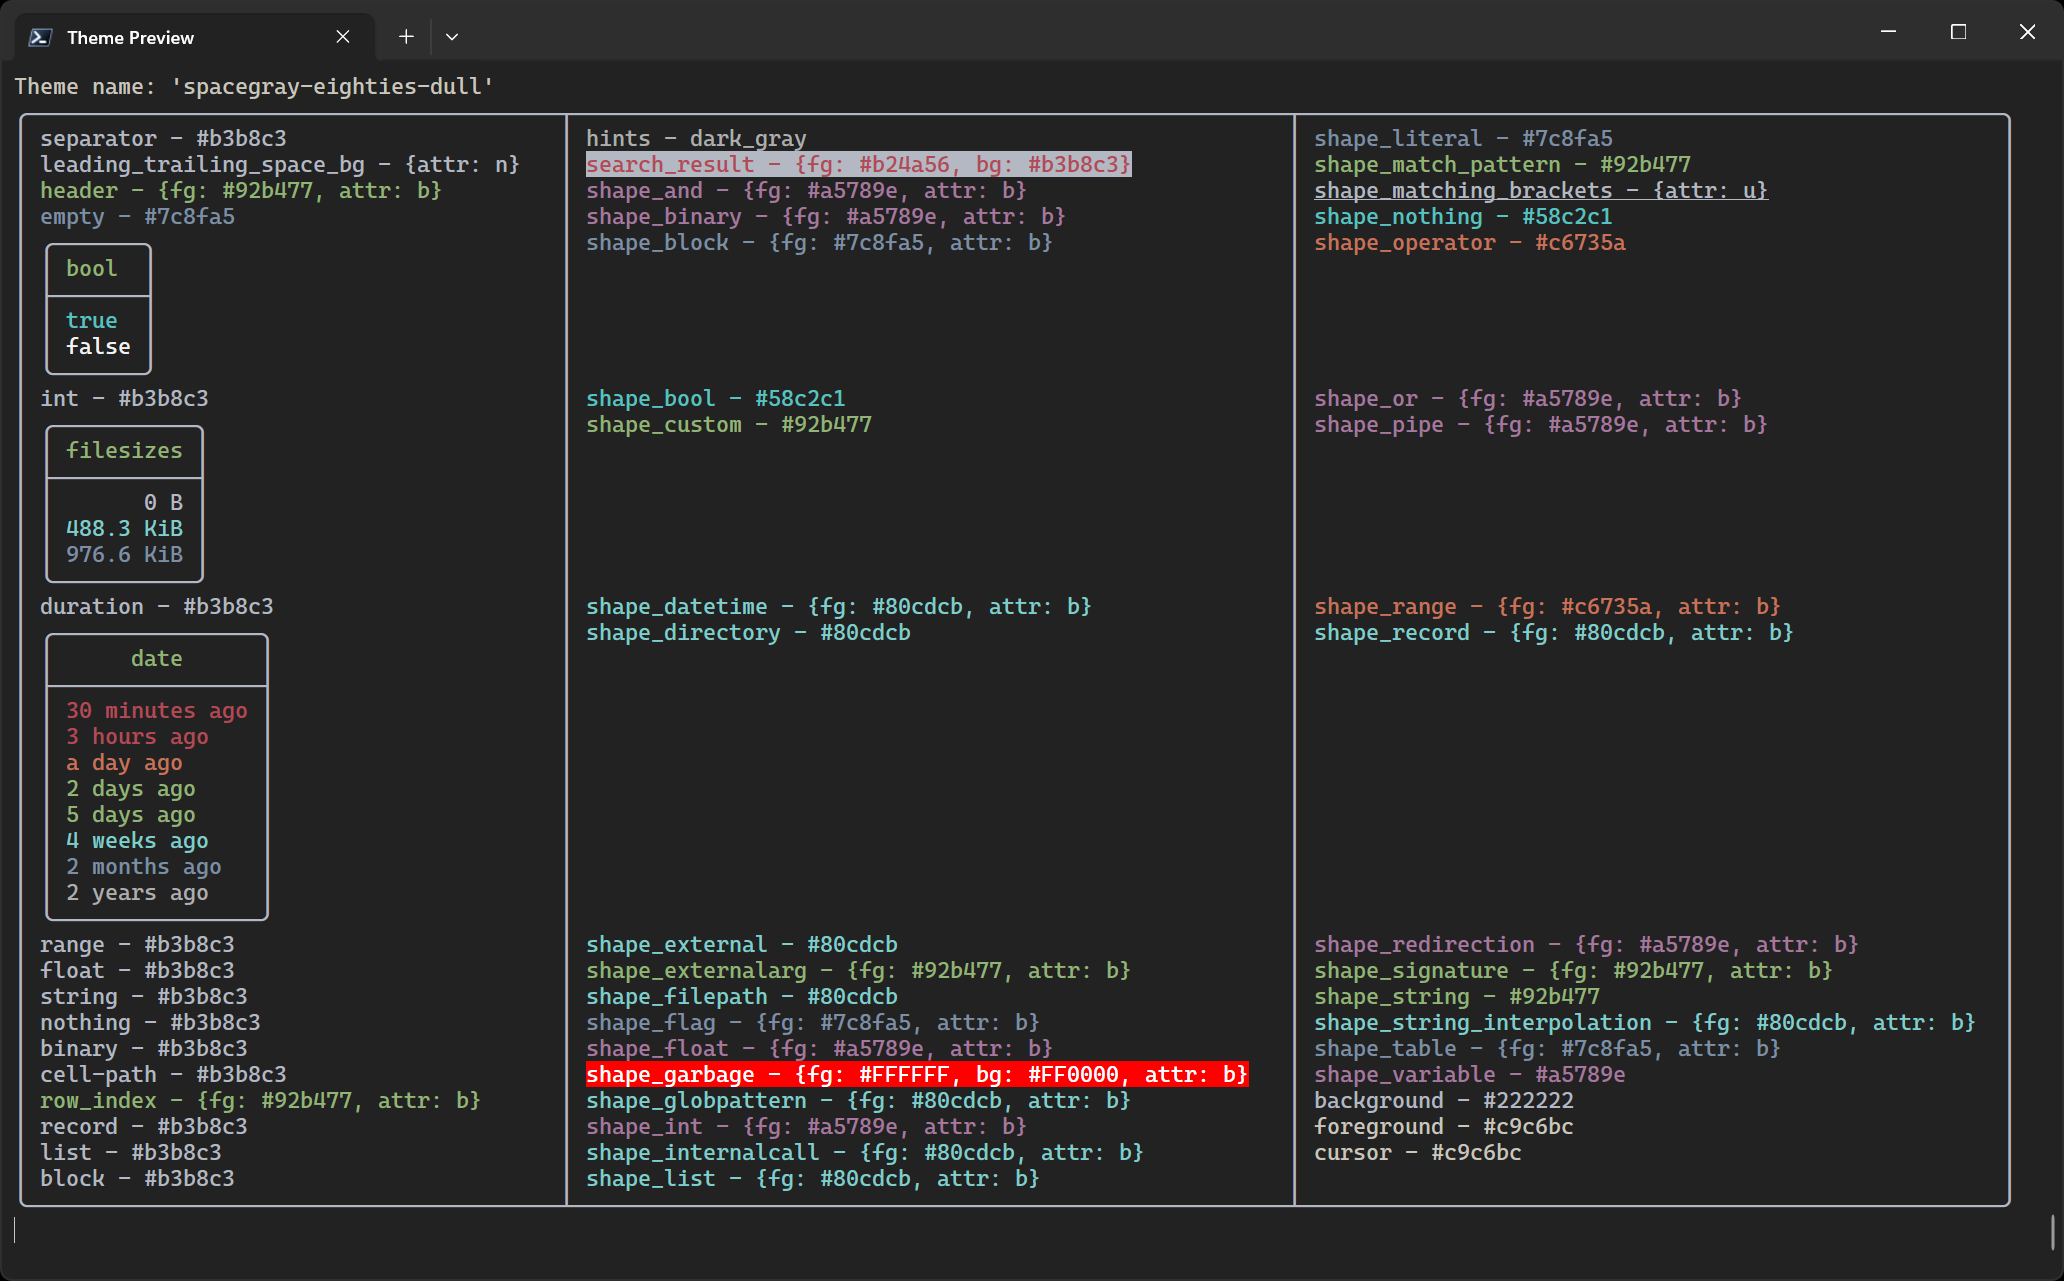 Theme Preview
Theme name: 'spacegray-eighties-dull'
separator - #b3b8c3
leading_trailing_space_bg - {attr: n}
header - {fg: #92b477, attr: b}
empty - #7c8fa5
bool
true
false
int - #b3b8c3
filesizes
0 B
488.3 KiB
976.6 KiB
duration - #b3b8c3
date
30 minutes ago
3 hours ago
a day ago
2 days ago
5 days ago
4 weeks ago
2 months ago
2 years ago
range - #b3b8c3
float - #b3b8c3
string - #b3b8c3
nothing - #b3b8c3
binary - #b3b8c3
cell-path - #b3b8c3
row_index - {fg: #92b477, attr: b}
record - #b3b8c3
list - #b3b8c3
block - #b3b8c3
hints - dark_gray
search_result - {fg: #b24a56, bg: #b3b8c3}
shape_and - {fg: #a5789e, attr: b}
shape_binary - {fg: #a5789e, attr: b}
shape_block - {fg: #7c8fa5, attr: b}
shape_bool - #58c2c1
shape_custom - #92b477
shape_datetime - {fg: #80cdcb, attr: b}
shape_directory - #80cdcb
shape_external - #80cdcb
shape_externalarg - {fg: #92b477, attr: b}
shape_filepath - #80cdcb
shape_flag - {fg: #7c8fa5, attr: b}
shape_float - {fg: #a5789e, attr: b}
shape_garbage - {fg: #FFFFFF, bg: #FF0000, attr: b}
shape_globpattern - {fg: #80cdcb, attr: b}
shape_int - {fg: #a5789e, attr: b}
shape_internalcall - {fg: #80cdcb, attr: b}
shape_list - {fg: #80cdcb, attr: b}
shape_literal - #7c8fa5
shape_match_pattern - #92b477
shape_matching_brackets - {attr: u}
shape_nothing - #58c2c1
shape_operator - #c6735a
shape_or - {fg: #a5789e, attr: b}
shape_pipe - {fg: #a5789e, attr: b}
shape_range - {fg: #c6735a, attr: b}
shape_record - {fg: #80cdcb, attr: b}
shape_redirection - {fg: #a5789e, attr: b}
shape_signature - {fg: #92b477, attr: b}
shape_string - #92b477
shape_string_interpolation - {fg: #80cdcb, attr: b}
shape_table - {fg: #7c8fa5, attr: b}
shape_variable - #a5789e
background - #222222
foreground - #c9c6bc
cursor - #c9c6bc